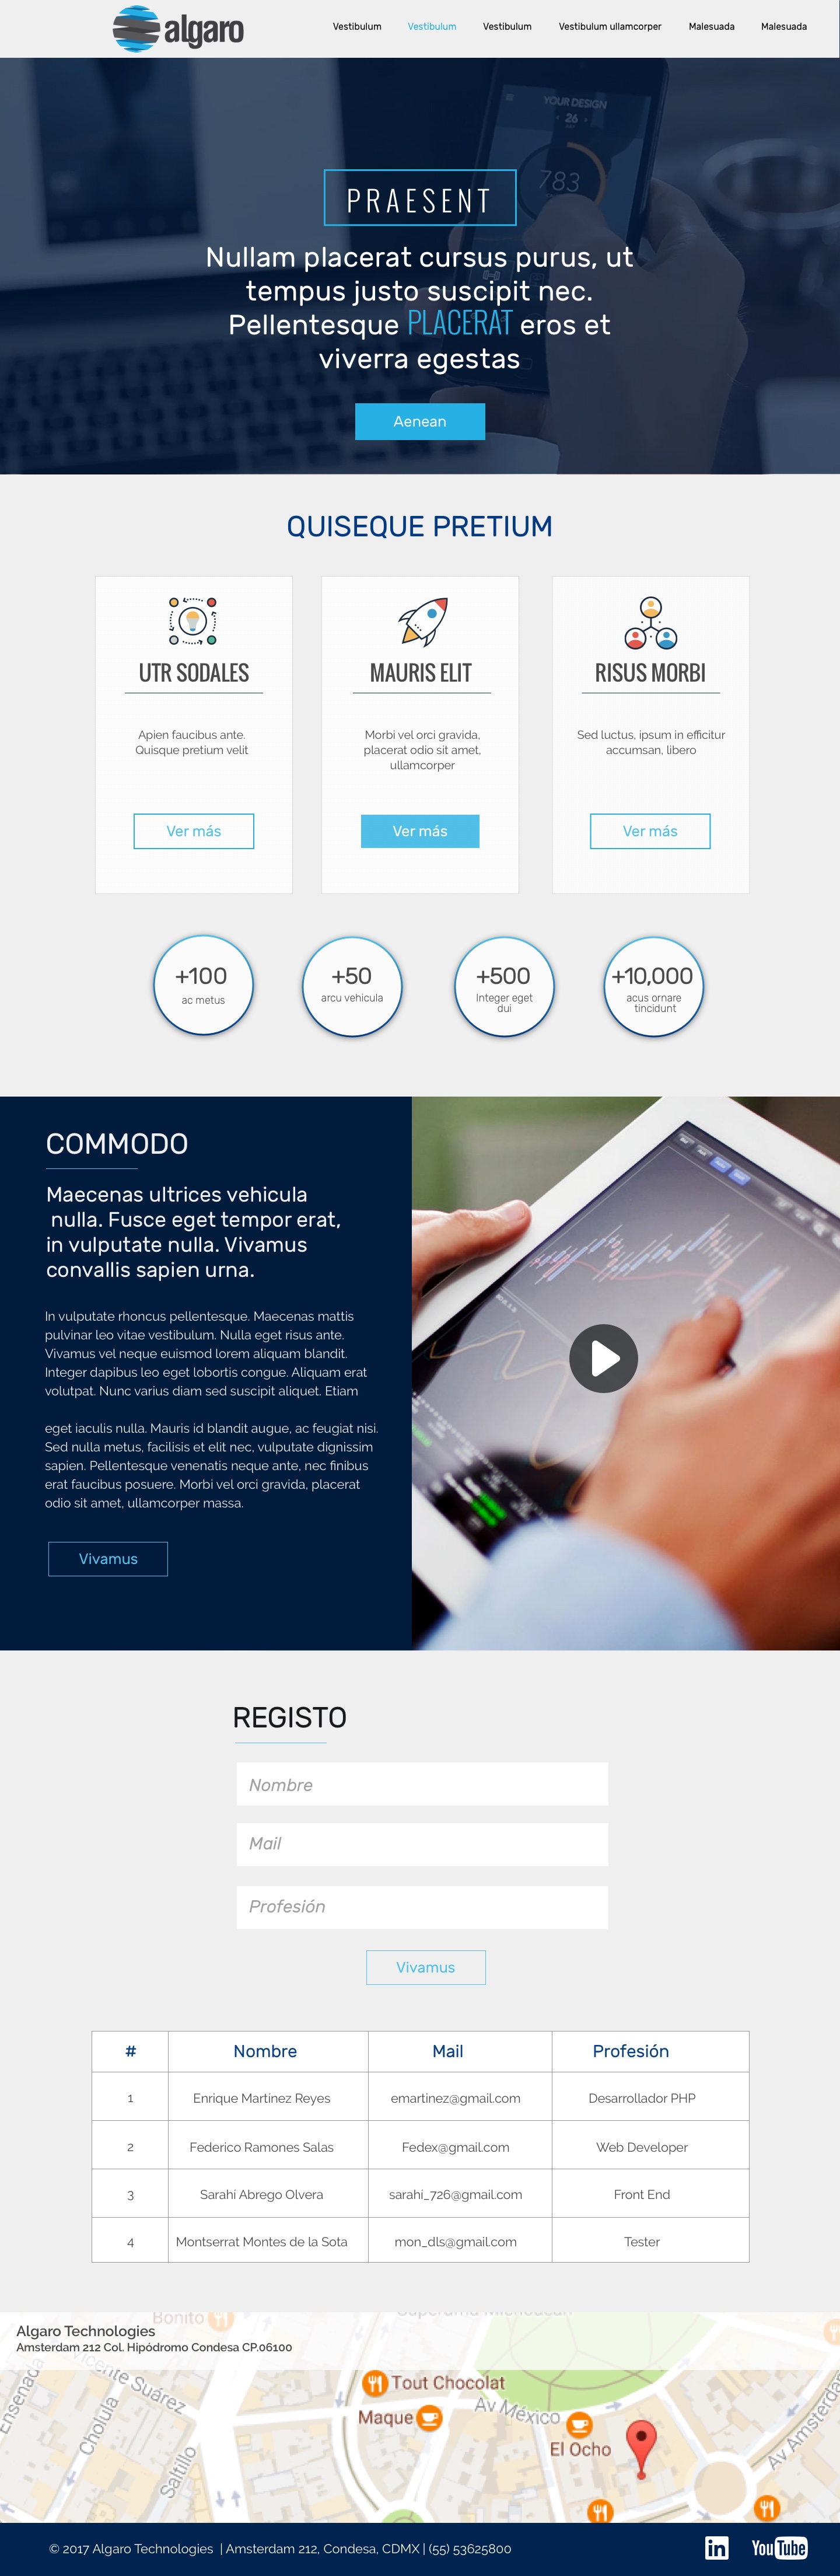 algaro
Vestibulum Vestibulum Vestibulum Vestibulum ullamcorper Malesuada Malesuada
YOUR DESIGN
26
783
PRAESENT
Nullam placerat cursus purus, ut
tempus justo suscipit nec.
Pellentesque PLACERAT eros et
viverra egestas
Aenean
QUISEQUE PRETIUM
UTR SODALES
Apien faucibus ante.
Quisque pretium velit
Ver más
MAURIS ELIT
Morbi vel orci gravida,
placerat odio sit amet,
ullamcorper
Ver más
RISUS MORBI
Sed luctus, ipsum in efficitur
accumsan, libero
Ver más
+100
ac metus
+50
arcu vehicula
+500
Integer eget
dui
+10,000
acus ornare
tincidunt
COMMODO
Maecenas ultrices vehicula
nulla. Fusce eget tempor erat,
in vulputate nulla. Vivamus
convallis sapien urna.
In vulputate rhoncus pellentesque. Maecenas mattis
pulvinar leo vitae vestibulum. Nulla eget risus ante.
Vivamus vel neque euismod lorem aliquam blandit.
Integer dapibus leo eget lobortis congue. Aliquam erat
volutpat. Nunc varius diam sed suscipit aliquet. Etiam
eget iaculis nulla. Mauris id blandit augue, ac feugiat nisi.
Sed nulla metus, facilisis et elit nec, vulputate dignissim
sapien. Pellentesque venenatis neque ante, nec finibus
erat faucibus posuere. Morbi vel orci gravida, placerat
odio sit amet, ullamcorper massa.
Vivamus
REGISTO
Nombre
Mail
Profesión
Vivamus
# Nombre Mail Profesión
1 Enrique Martínez Reyes emartinez@gmail.com Desarrollador PHP
2 Federico Ramones Salas Fedex@gmail.com Web Developer
3 Sarahi Abrego Olvera sarahi_726@gmail.com Front End
4 Montserrat Montes de la Sota mon_dls@gmail.com Tester
Bonito
Algaro Technologies
Amsterdam 212 Col. Hipódromo Condesa CP.06100
Vicente Suárez
Ensenada
Cholula
Saltillo
Tout Chocolat
Maque
Av México
El Ocho
Av Amsterda
© 2017 Algaro Technologies | Amsterdam 212, Condesa, CDMX | (55) 53625800
in
YouTube